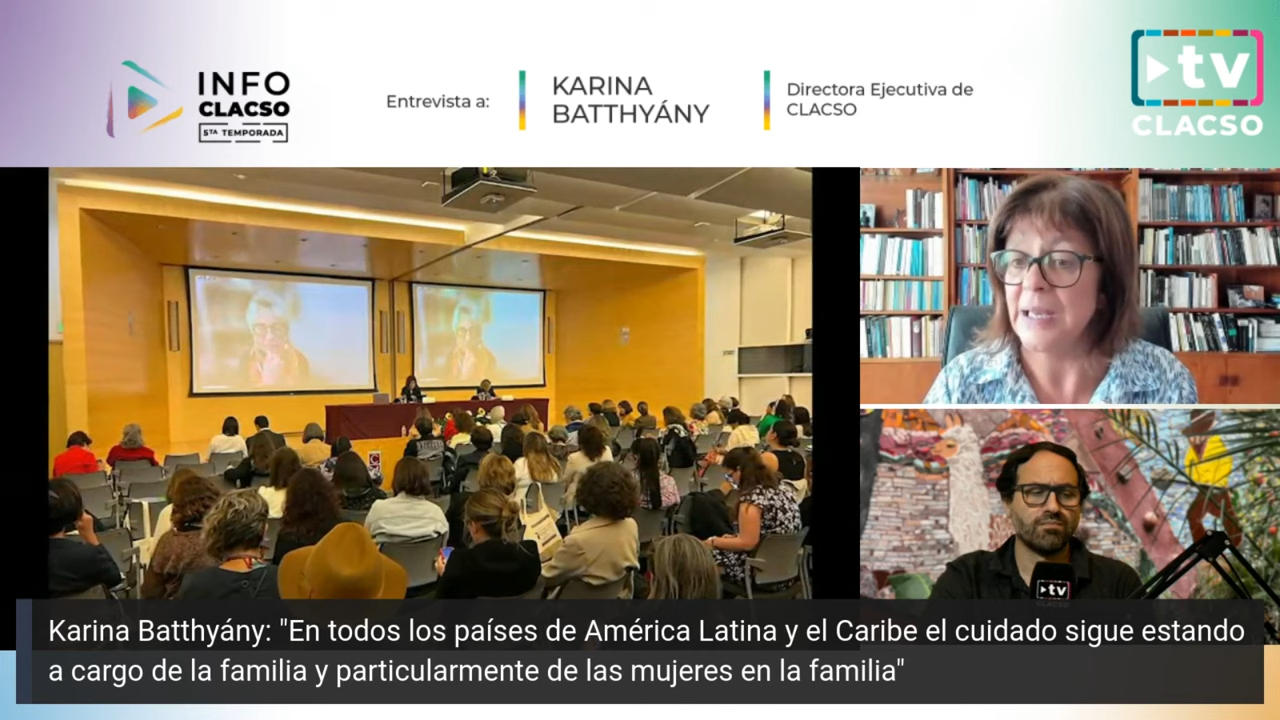 INFO
CLACSO
5TA TEMPORADA
Entrevista a:
KARINA
BATTHYÁNY
Directora Ejecutiva de
CLACSO
tv
CLACSO
tv
Karina Batthyány: "En todos los países de América Latina y el Caribe el cuidado sigue estando
a cargo de la familia y particularmente de las mujeres en la familia"